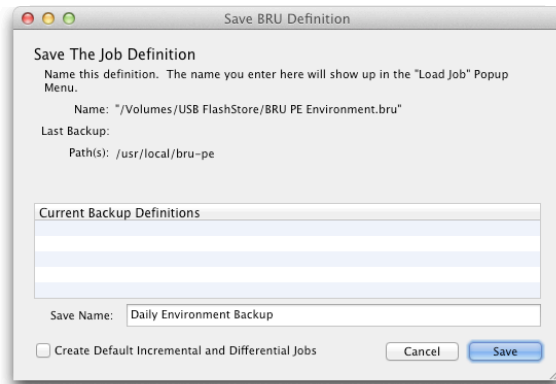 Save BRU Definition
Save The Job Definition
Name this definition. The name you enter here will show up in the "Load Job" Popup
Menu.
Name: "/Volumes/USB FlashStore/BRU PE Environment.bru"
Last Backup:
Path(s): /usr/local/bru-pe
Current Backup Definitions
Save Name: Daily Environment Backup
Create Default Incremental and Differential Jobs
Cancel
Save